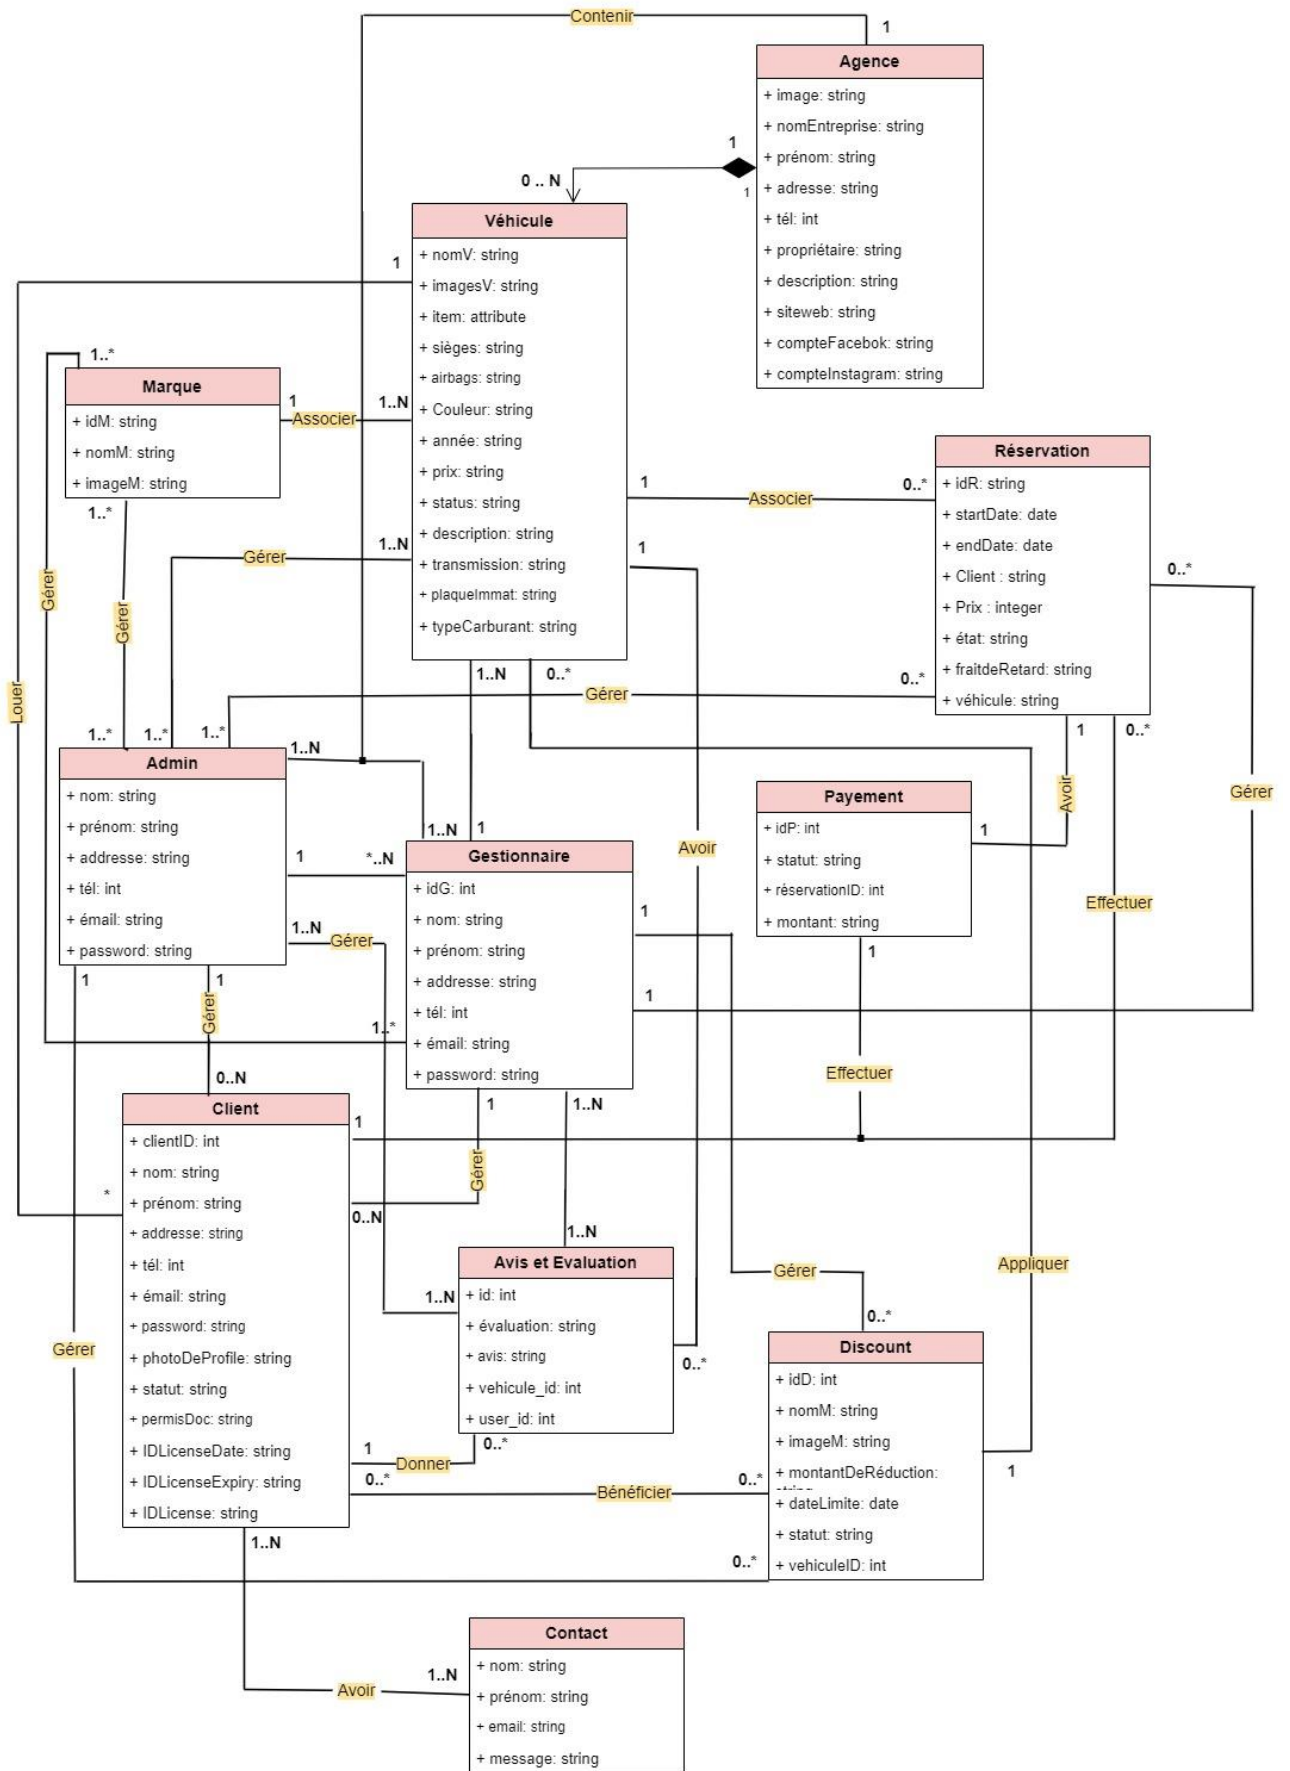 Contenir
1
Agence
+ image: string
+ nomEntreprise: string
+ prénom: string
+ adresse: string
+ tél: int
+ propriétaire: string
+ description: string
+ siteweb: string
+ compteFacebok: string
+ compteInstagram: string
1
1
0 .. N
Véhicule
+ nomV: string
+ imagesV: string
+ item: attribute
+ sièges: string
+ airbags: string
+ Couleur: string
+ année: string
+ prix: string
+ status: string
+ description: string
+ transmission: string
+ plaqueImmat: string
+ typeCarburant: string
1
1..*
Marque
+ idM: string
+ nomM: string
+ imageM: string
1
Associer
1..N
1..*
Gérer
Gérer
Gérer
1..N
Louer
1
Associer
0..*
1
Réservation
+ idR: string
+ startDate: date
+ endDate: date
+ Client : string
+ Prix : integer
+ état: string
+ fraitdeRetard: string
+ véhicule: string
0..*
1..N
0..*
Gérer
0..*
1
0..*
1..*
1..*
1..*
1..N
Admin
+ nom: string
+ prénom: string
+ addresse: string
+ tél: int
+ émail: string
+ password: string
1..N
1
Gestionnaire
+ idG: int
+ nom: string
+ prénom: string
+ addresse: string
+ tél: int
+ émail: string
+ password: string
1
*..N
1..N
Gérer
1..*
Avoir
Avoir
Gérer
Payement
+ idP: int
+ statut: string
+ rèservationID: int
+ montant: string
1
1
Effectuer
1
1
Effectuer
1
1
Gérer
0..N
Client
+ clientID: int
+ nom: string
+ prénom: string
+ addresse: string
+ tél: int
+ émail: string
+ password: string
+ photoDeProfile: string
+ statut: string
+ permisDoc: string
+ IDLicenseDate: string
+ IDLicenseExpiry: string
+ IDLicense: string
1
*
1
Gérer
0..N
1..N
1..N
Avis et Evaluation
+ id: int
+ évaluation: string
+ avis: string
+ vehicule_id: int
+ user_id: int
1..N
0..*
Gérer
0..*
Appliquer
Discount
+ idD: int
+ nomM: string
+ imageM: string
+ montantDeRéduction:
+ dateLimite: date
+ statut: string
+ vehiculeID: int
1
Gérer
1
Donner
0..*
0..*
Bénéficier
0..*
0..*
1..N
Avoir
1..N
Contact
+ nom: string
+ prénom: string
+ email: string
+ message: string